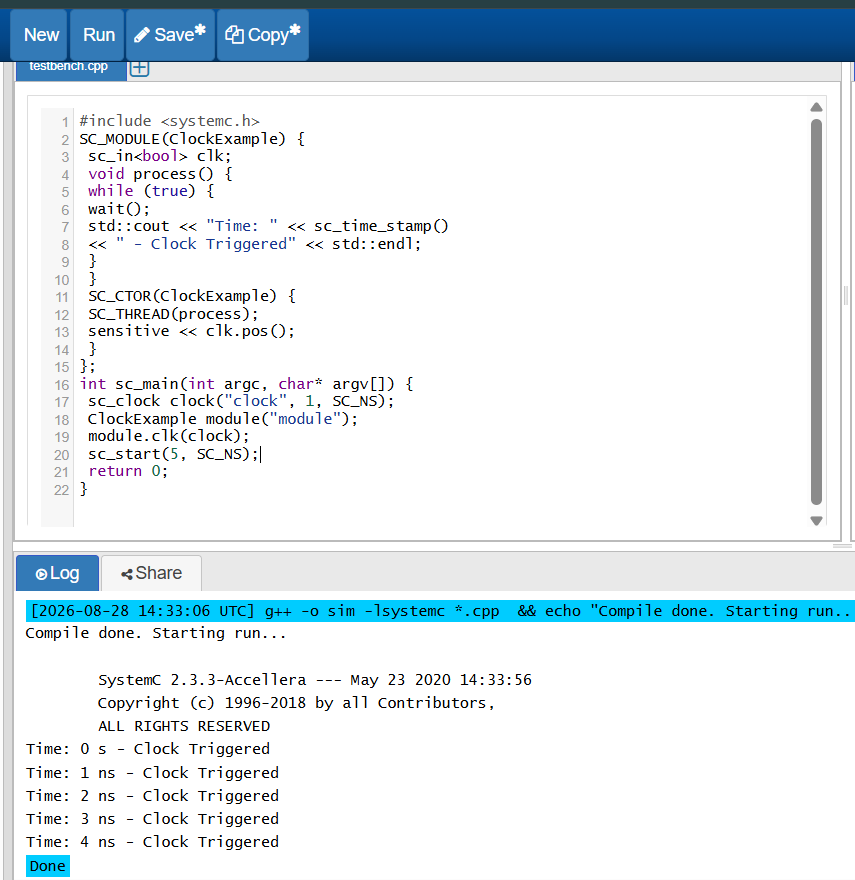 New Run Save* Copy*
testbench.cpp
1 #include <systemc.h>
2 SC_MODULE(ClockExample) {
3 sc_in<bool> clk;
4 void process() {
5 while (true) {
6 wait();
7 std::cout << "Time: " << sc_time_stamp()
8 << " - Clock Triggered" << std::endl;
9 }
10 }
11 SC_CTOR(ClockExample) {
12 SC_THREAD(process);
13 sensitive << clk.pos();
14 }
15 };
16 int sc_main(int argc, char* argv[]) {
17 sc_clock clock("clock", 1, SC_NS);
18 ClockExample module("module");
19 module.clk(clock);
20 sc_start(5, SC_NS);
21 return 0;
22 }
Log Share
[2026-08-28 14:33:06 UTC] g++ -o sim -lsystemc *.cpp  && echo "Compile done. Starting run..
Compile done. Starting run...
SystemC 2.3.3-Accellera --- May 23 2020 14:33:56
Copyright (c) 1996-2018 by all Contributors,
ALL RIGHTS RESERVED
Time: 0 s - Clock Triggered
Time: 1 ns - Clock Triggered
Time: 2 ns - Clock Triggered
Time: 3 ns - Clock Triggered
Time: 4 ns - Clock Triggered
Done